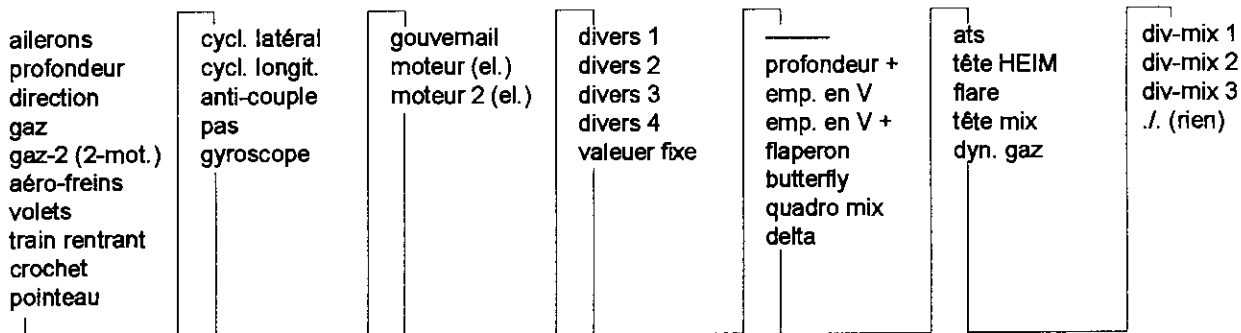 ailerons
profondeur
direction
gaz
gaz-2 (2-mot.)
aéro-freins
volets
train rentrant
crochet
pointeau
cycl. latéral
cycl. longit.
anti-couple
pas
gyroscope
gouvernail
moteur (el.)
moteur 2 (el.)
divers 1
divers 2
divers 3
divers 4
valeuer fixe
profondeur +
emp. en V
emp. en V +
flaperon
butterfly
quadro mix
delta
ats
tête HEIM
flare
tête mix
dyn. gaz
div-mix 1
div-mix 2
div-mix 3
./. (rien)